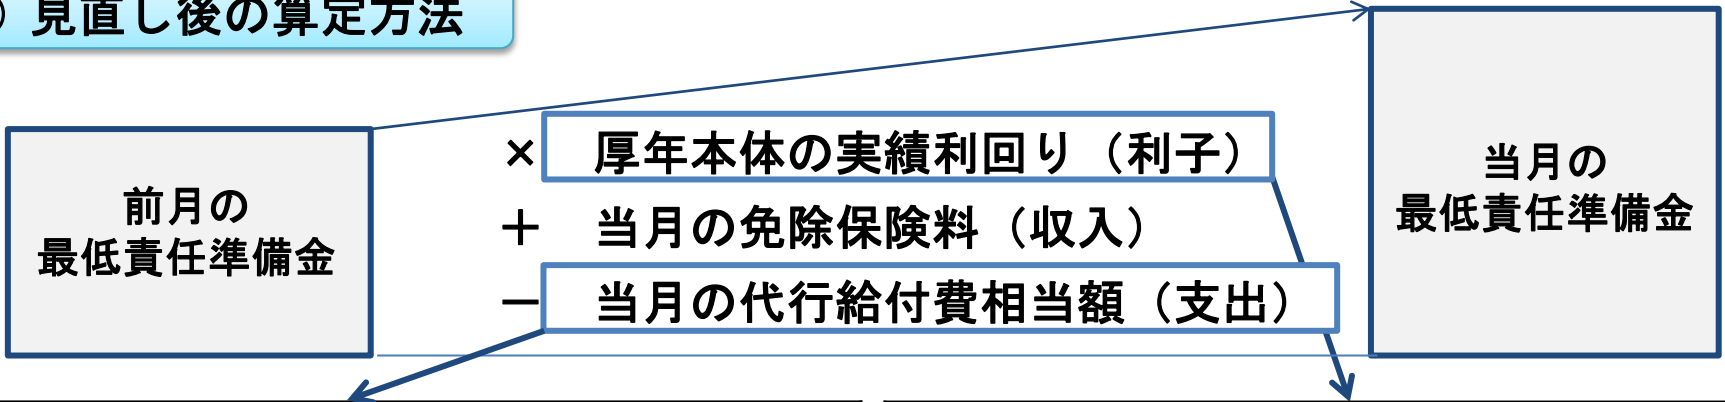 ）見直し後の算定方法
前月の
最低責任準備金
×　厚年本体の実績利回り（利子）
＋　当月の免除保険料（収入）
－　当月の代行給付費相当額（支出）
当月の
最低責任準備金